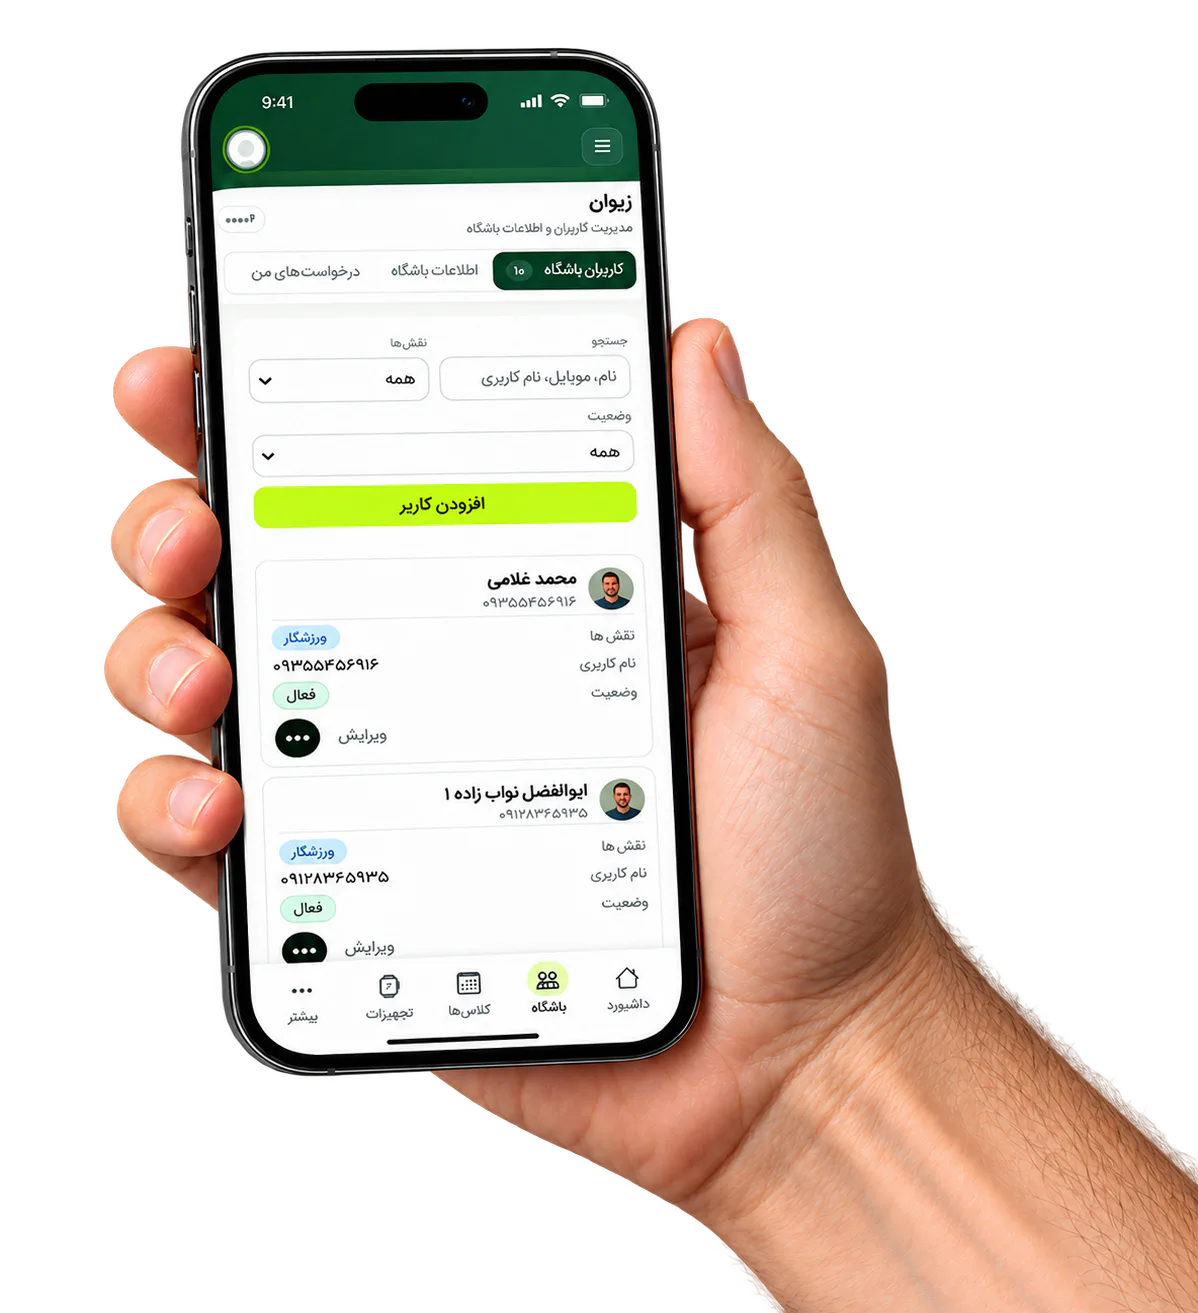 9:41
زیوان
مدیریت کاربران و اطلاعات باشگاه
کاربران باشگاه ۱۰ اطلاعات باشگاه درخواست‌های من
جستجو نقش‌ها
نام، موبایل، نام کاربری همه
وضعیت
همه
افزودن کاربر
محمد غلامی
۰۹۳۵۵۴۵۶۹۱۶
نقش ها ورزشگار
نام کاربری ۰۹۳۵۵۴۵۶۹۱۶
وضعیت فعال
ویرایش
ابوالفضل نواب زاده ۱
۰۹۱۲۸۳۶۵۹۳۵
نقش ها ورزشگار
نام کاربری ۰۹۱۲۸۳۶۵۹۳۵
وضعیت فعال
ویرایش
داشبورد باشگاه کلاس‌ها تجهیزات بیشتر